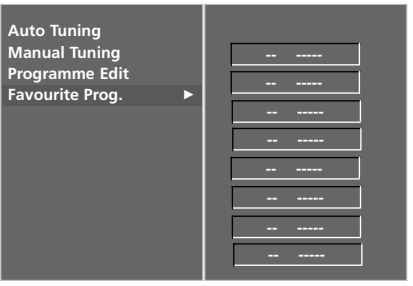 Auto Tuning
Manual Tuning
Programme Edit
Favourite Prog. ►
-- -----
-- -----
-- -----
-- -----
-- -----
-- -----
-- -----
-- -----